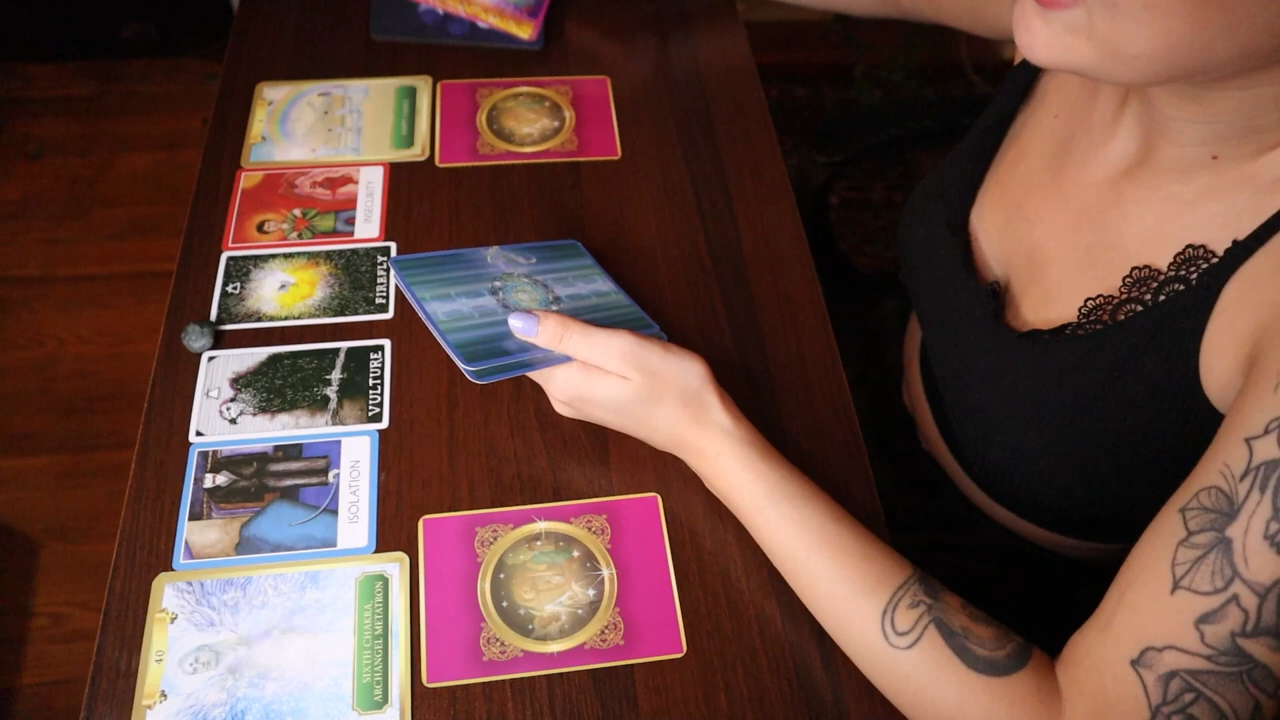 INSECURITY
FIREFLY
VULTURE
ISOLATION
40
SIXTH CHAKRA,
ARCHANGEL METATRON